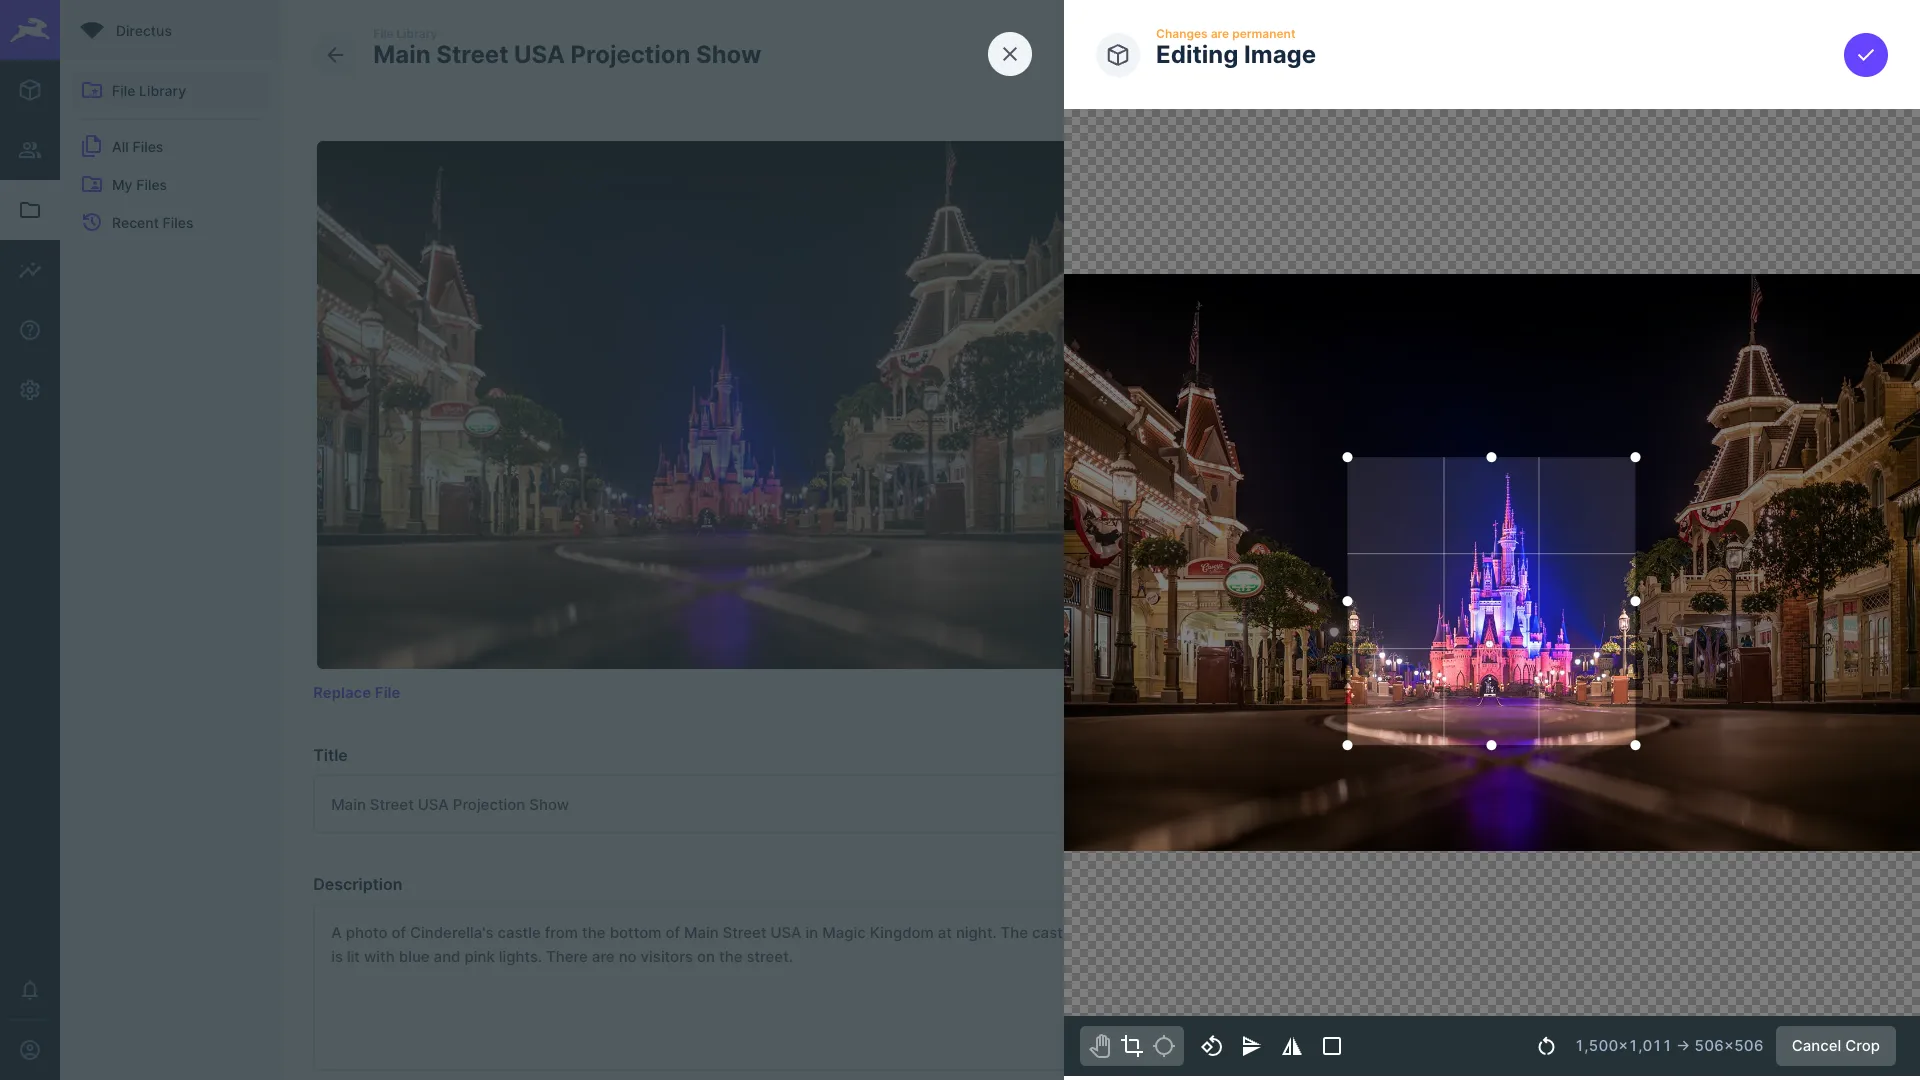 Directus
File Library
All Files
My Files
Recent Files
File Library
Main Street USA Projection Show
Replace File
Title
Main Street USA Projection Show
Description
A photo of Cinderella's castle from the bottom of Main Street USA in Magic Kingdom at night. The cast
is lit with blue and pink lights. There are no visitors on the street.
Changes are permanent
Editing Image
1,500×1,011 → 506×506
Cancel Crop